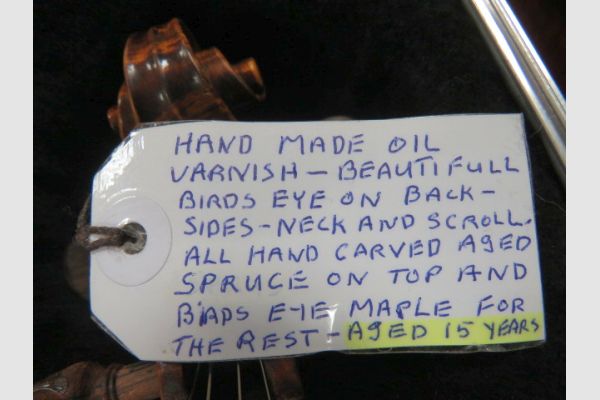 HAND MADE OIL
VARNISH - BEAUTIFULL
BIRDS EYE ON BACK -
SIDES - NECK AND SCROLL.
ALL HAND CARVED AGED
SPRUCE ON TOP AND
BIRDS EYE MAPLE FOR
THE REST - AGED 15 YEARS